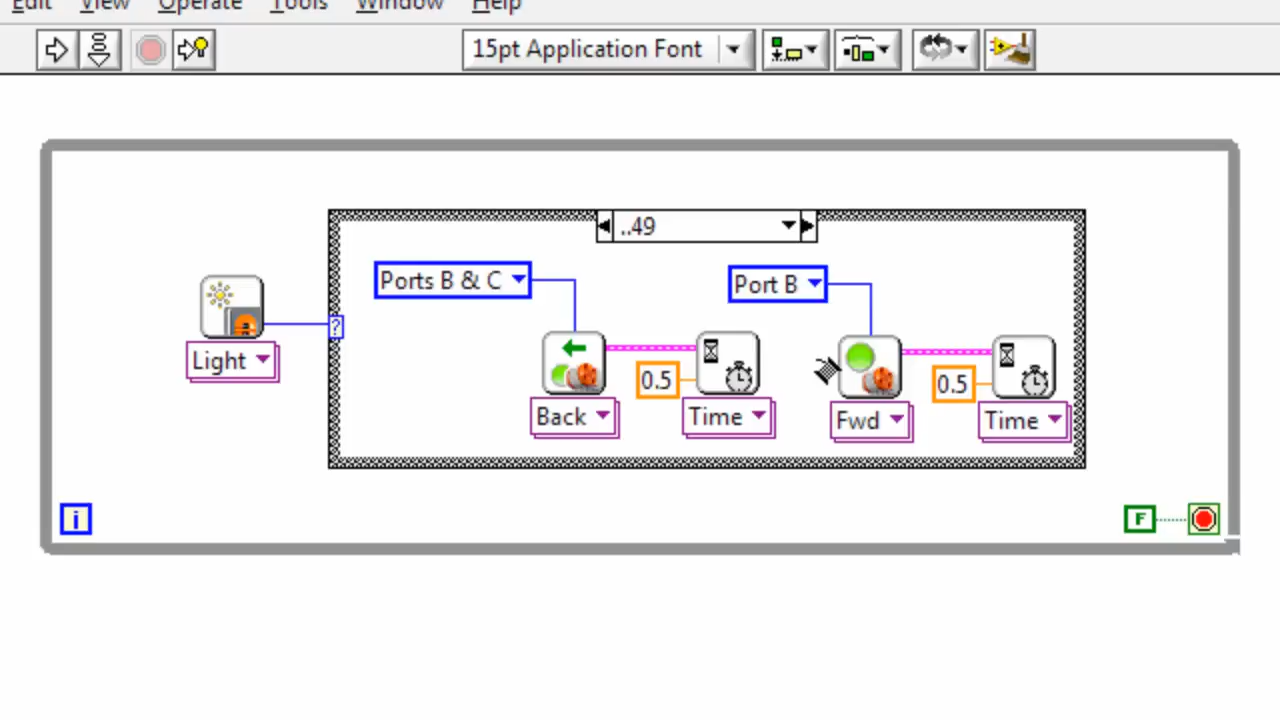 Edit View Operate Tools Window Help
15pt Application Font
..49
Ports B & C
Port B
?
Light
0.5
0.5
Back
Time
Fwd
Time
i
F